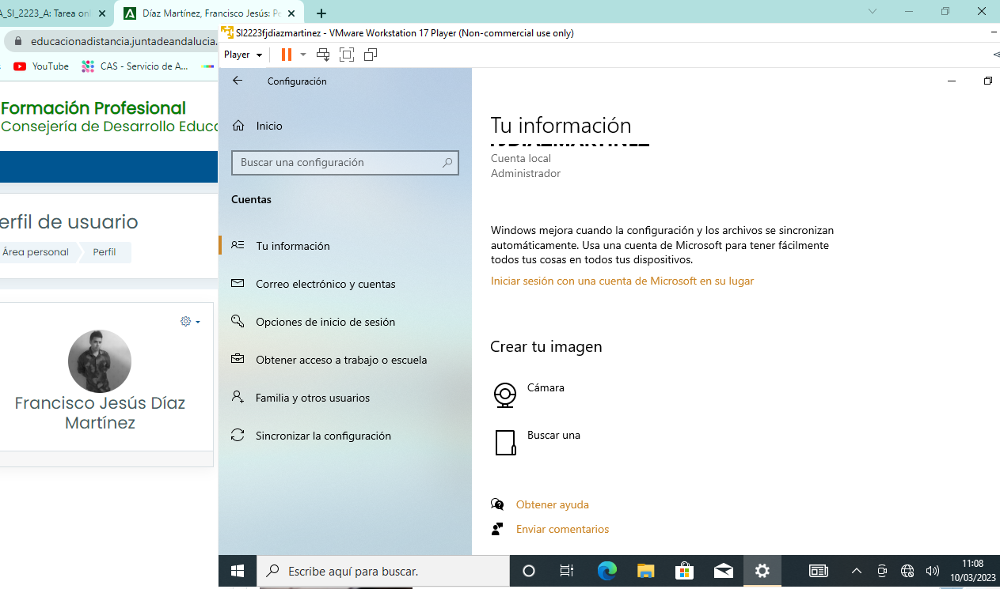 A_SI_2223_A: Tarea onl
Díaz Martínez, Francisco Jesús: Pe
educacionadistancia.juntadeandalucia.
YouTube
CAS - Servicio de A...
Formación Profesional
Consejería de Desarrollo Educa
erfil de usuario
Área personal
Perfil
Francisco Jesús Díaz
Martínez
SI2223fjdiazmartinez - VMware Workstation 17 Player (Non-commercial use only)
Player
Configuración
Inicio
Buscar una configuración
Cuentas
Tu información
Correo electrónico y cuentas
Opciones de inicio de sesión
Obtener acceso a trabajo o escuela
Familia y otros usuarios
Sincronizar la configuración
Tu información
FJDIAZMARTINEZ
Cuenta local
Administrador
Windows mejora cuando la configuración y los archivos se sincronizan
automáticamente. Usa una cuenta de Microsoft para tener fácilmente
todos tus cosas en todos tus dispositivos.
Iniciar sesión con una cuenta de Microsoft en su lugar
Crear tu imagen
Cámara
Buscar una
Obtener ayuda
Enviar comentarios
Escribe aquí para buscar.
11:08
10/03/2023